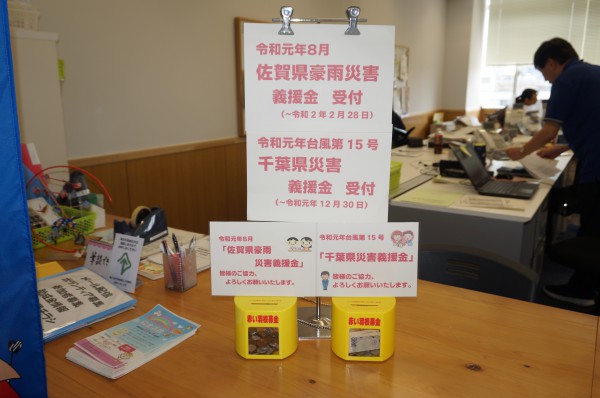 令和元年8月
佐賀県豪雨災害
義援金 受付
(~令和2年2月28日)
令和元年台風第15号
千葉県災害
義援金 受付
(~令和元年12月30日)
令和元年8月
「佐賀県豪雨
災害義援金」
皆様のご協力、
よろしくお願いいたします。
令和元年台風第15号
「千葉県災害義援金」
皆様のご協力、
よろしくお願いいたします。
赤い羽根募金
赤い羽根募金